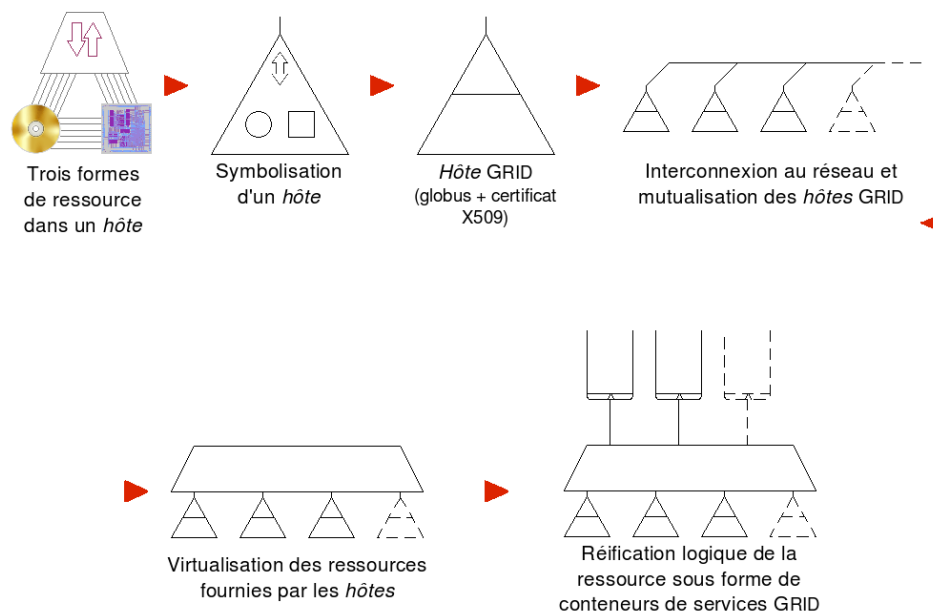 Trois formes
de ressource
dans un hôte
Symbolisation
d'un hôte
Hôte GRID
(globus + certificat
X509)
Interconnexion au réseau et
mutualisation des hôtes GRID
Virtualisation des ressources
fournies par les hôtes
Réification logique de la
ressource sous forme de
conteneurs de services GRID